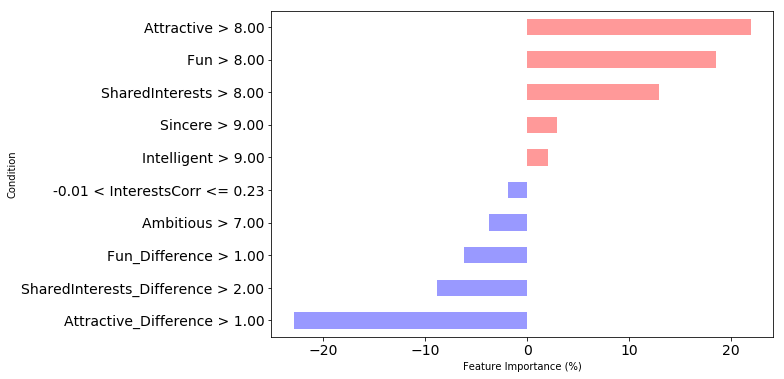 Attractive > 8.00
Fun > 8.00
SharedInterests > 8.00
Sincere > 9.00
Intelligent > 9.00
-0.01 < InterestsCorr <= 0.23
Ambitious > 7.00
Fun_Difference > 1.00
SharedInterests_Difference > 2.00
Attractive_Difference > 1.00
Condition
−20 −10 0 10 20
Feature Importance (%)